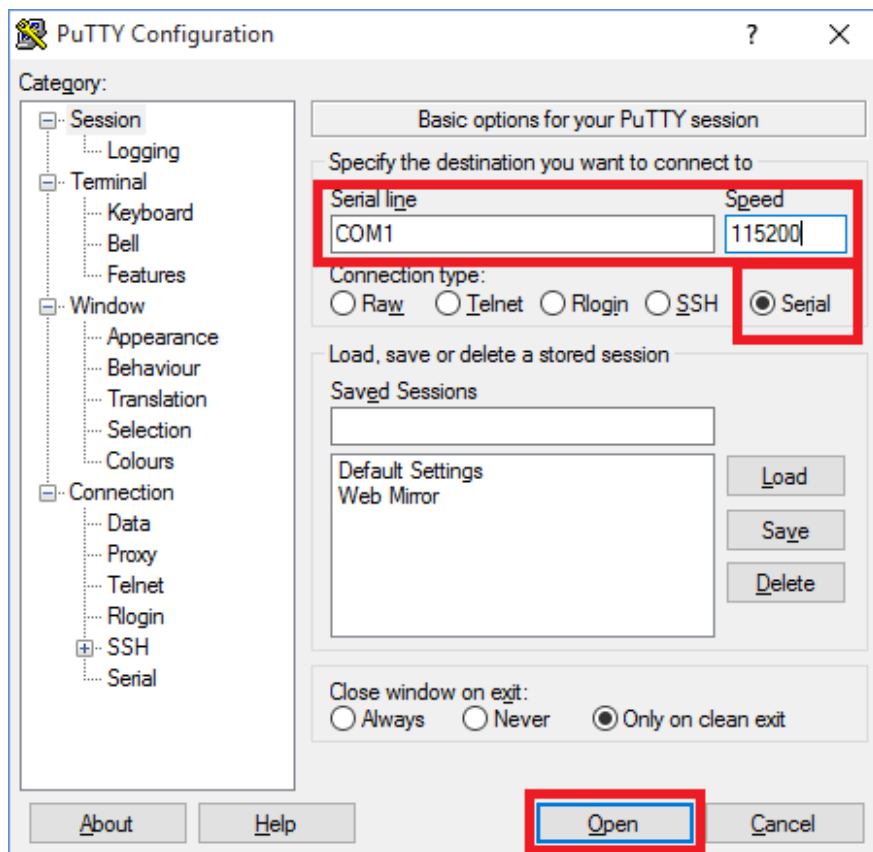 PuTTY Configuration
?
Category:
Session
Logging
Terminal
Keyboard
Bell
Features
Window
Appearance
Behaviour
Translation
Selection
Colours
Connection
Data
Proxy
Telnet
Rlogin
SSH
Serial
Basic options for your PuTTY session
Specify the destination you want to connect to
Serial line Speed
COM1 115200
Connection type:
Raw Telnet Rlogin SSH Serial
Load, save or delete a stored session
Saved Sessions
Default Settings
Web Mirror
Load
Save
Delete
Close window on exit:
Always Never Only on clean exit
About Help Open Cancel